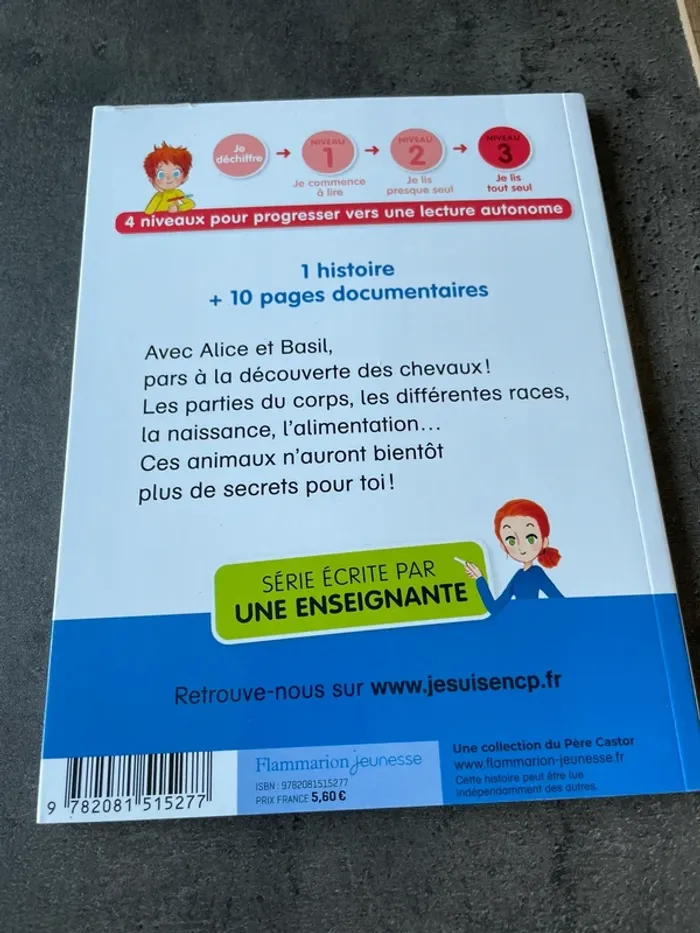 Je
déchiffre
NIVEAU
1
Je commence
à lire
NIVEAU
2
Je lis
presque seul
NIVEAU
3
Je lis
tout seul
4 niveaux pour progresser vers une lecture autonome
1 histoire
+ 10 pages documentaires
Avec Alice et Basil,
pars à la découverte des chevaux !
Les parties du corps, les différentes races,
la naissance, l'alimentation...
Ces animaux n'auront bientôt
plus de secrets pour toi !
SÉRIE ÉCRITE PAR
UNE ENSEIGNANTE
Retrouve-nous sur www.jesuisencp.fr
9 782081 515277
Flammarion jeunesse
ISBN : 9782081515277
PRIX FRANCE 5,60 €
Une collection du Père Castor
www.flammarion-jeunesse.fr
Cette histoire peut être lue
indépendamment des autres.